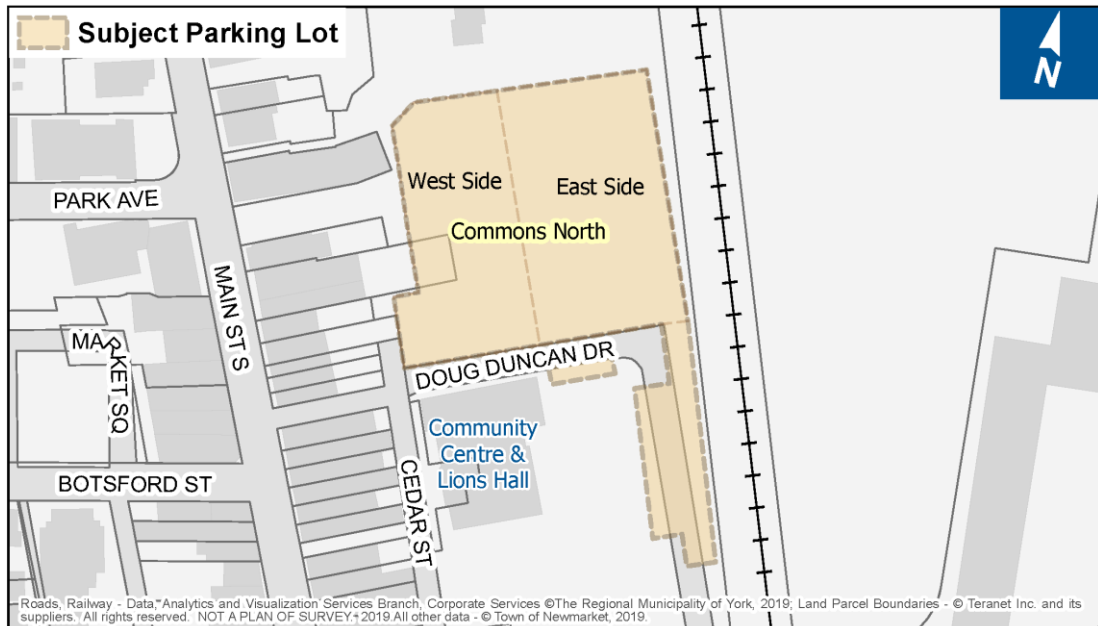 Subject Parking Lot
N
PARK AVE
West Side
East Side
Commons North
MAIN ST S
MARKET SQ
DOUG DUNCAN DR
Community
Centre &
Lions Hall
BOTSFORD ST
CEDAR ST
Roads, Railway - Data, Analytics and Visualization Services Branch, Corporate Services ©The Regional Municipality of York, 2019; Land Parcel Boundaries - © Teranet Inc. and its
suppliers. All rights reserved. NOT A PLAN OF SURVEY. 2019.All other data - © Town of Newmarket, 2019.